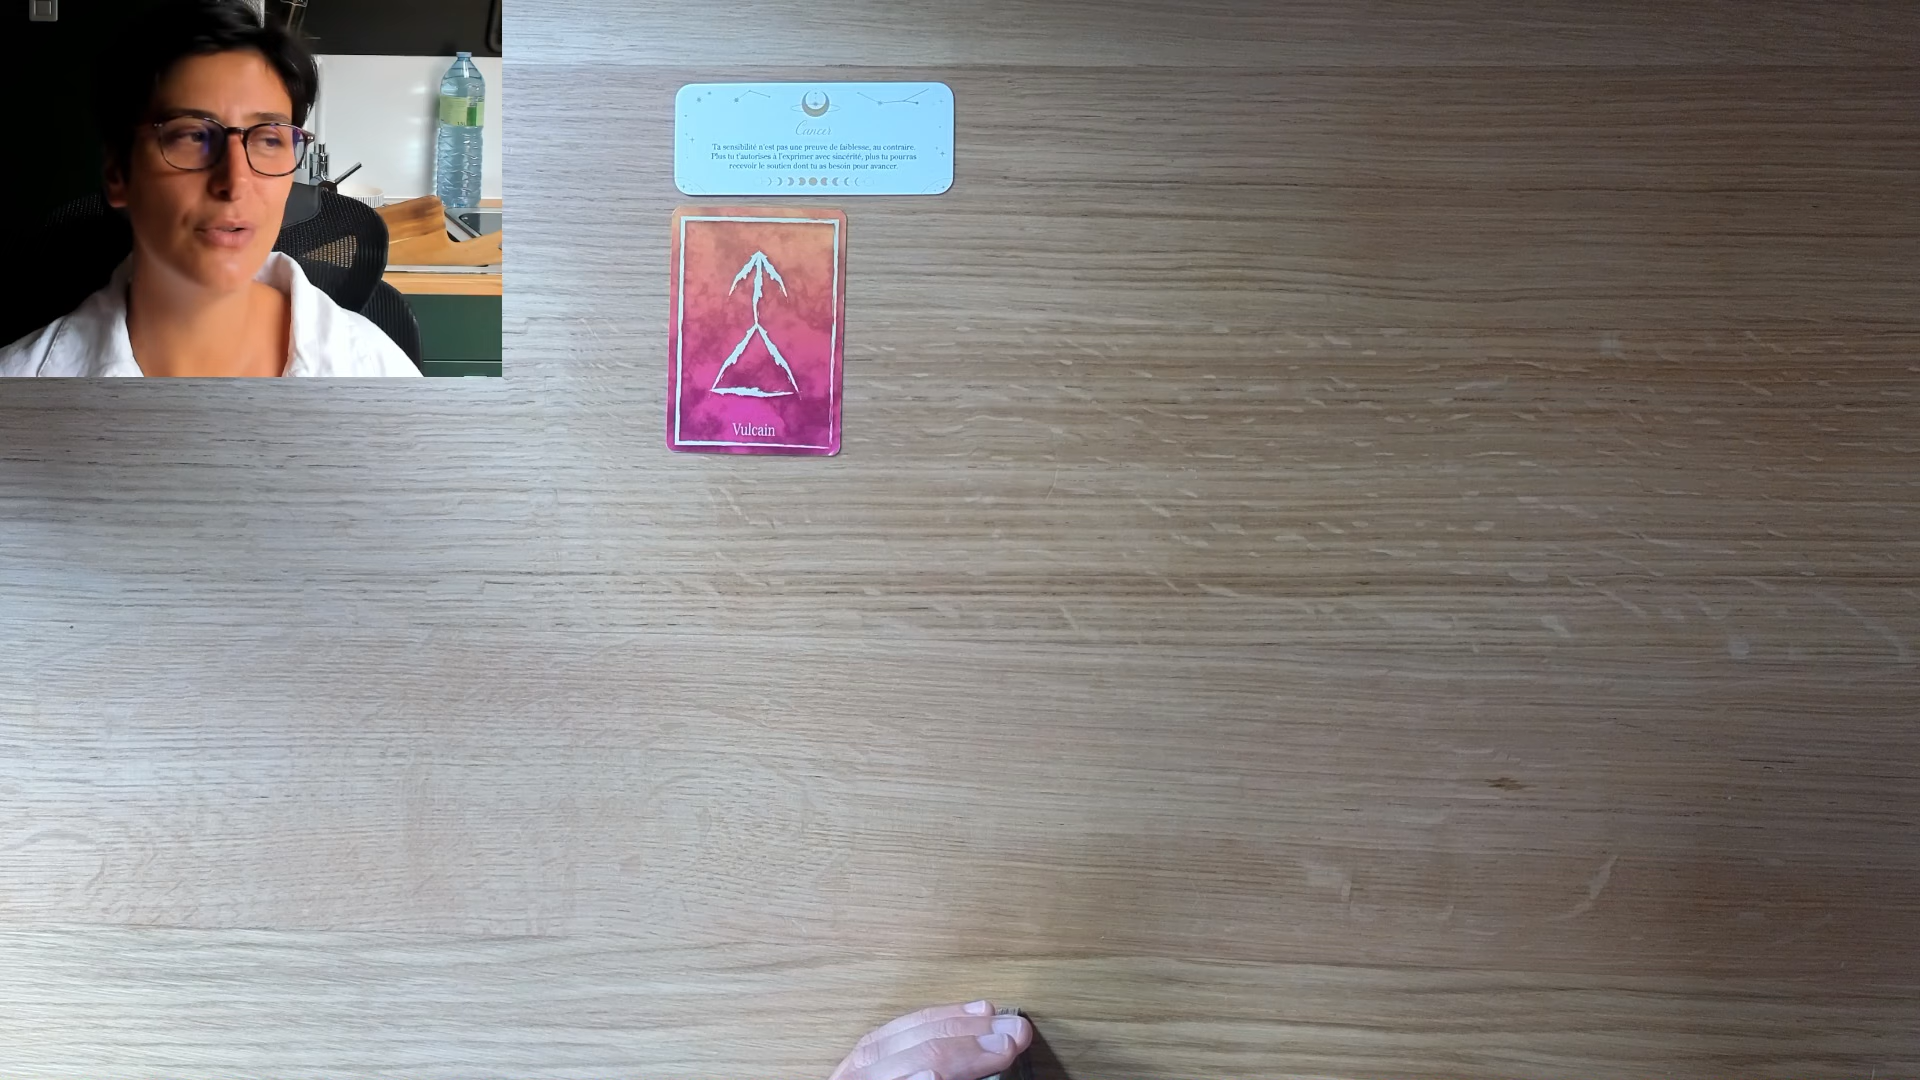 Cancer
Ta sensibilité n'est pas une preuve de faiblesse, au contraire.
Plus tu t'autorises à l'exprimer avec sincérité, plus tu pourras
recevoir le soutien dont tu as besoin pour avancer.
Vulcain